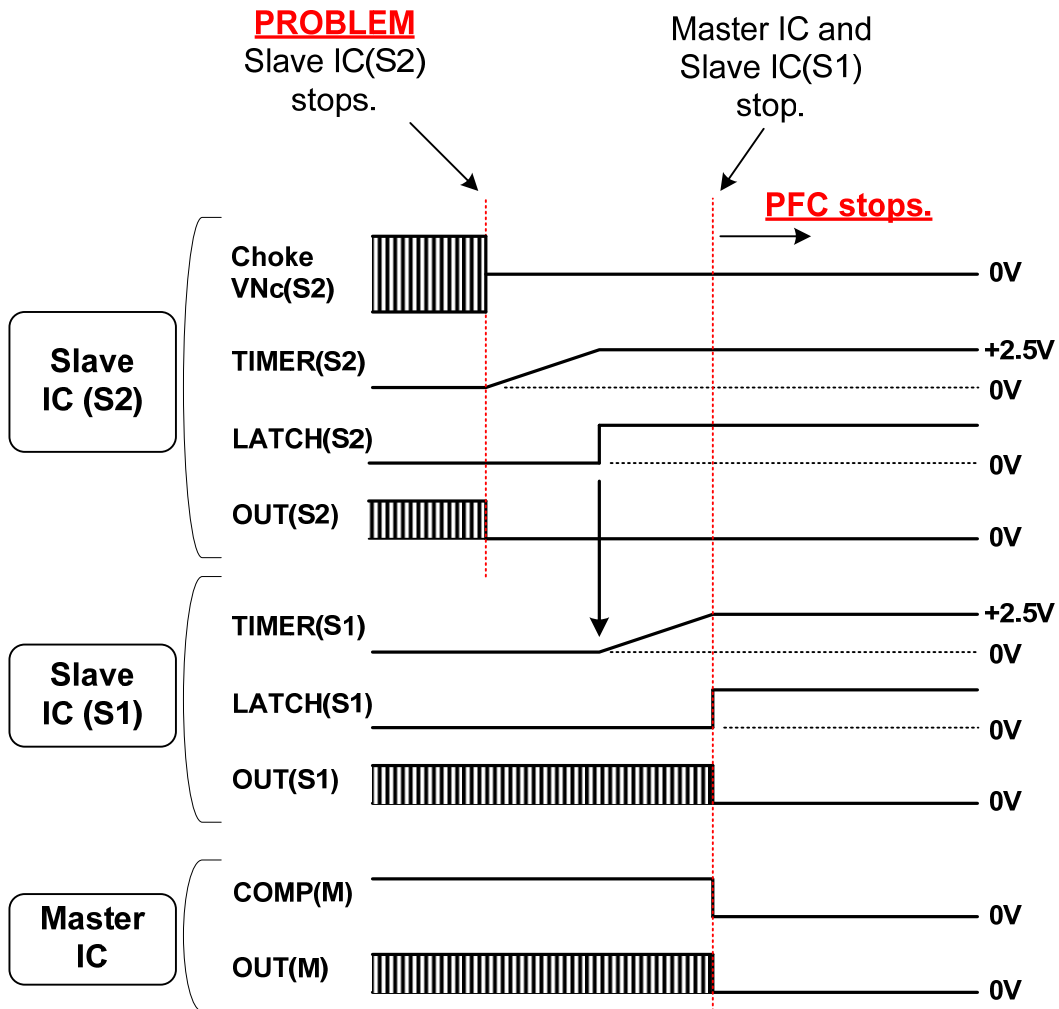 PROBLEM
Slave IC(S2)
stops.
Master IC and
Slave IC(S1)
stop.
PFC stops.
Slave
IC (S2)
Choke
VNc(S2)
0V
TIMER(S2)
+2.5V
0V
LATCH(S2)
0V
OUT(S2)
0V
Slave
IC (S1)
TIMER(S1)
+2.5V
0V
LATCH(S1)
0V
OUT(S1)
0V
Master
IC
COMP(M)
0V
OUT(M)
0V